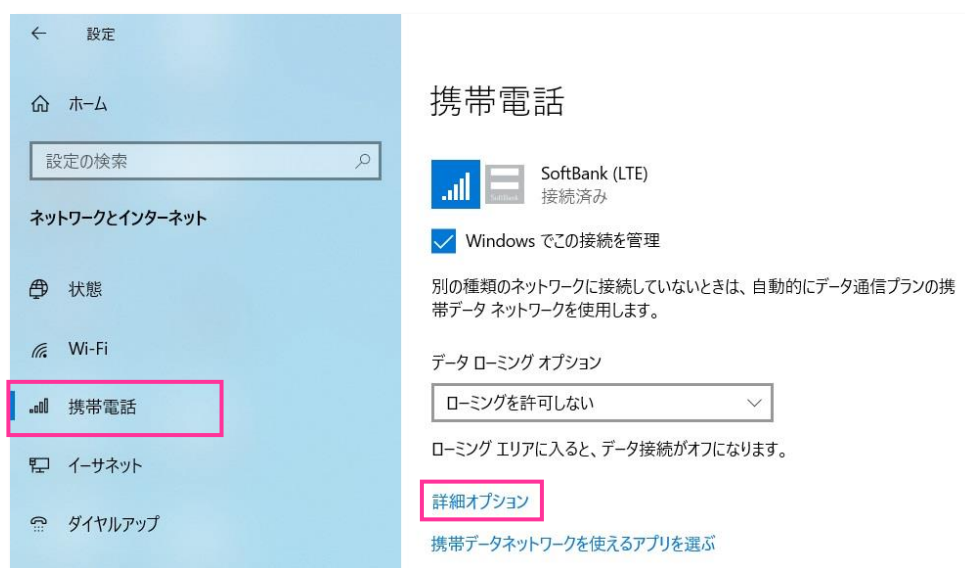 設定
ホーム
設定の検索
ネットワークとインターネット
状態
Wi-Fi
携帯電話
イーサネット
ダイヤルアップ
携帯電話
SoftBank (LTE)
SoftBank
接続済み
Windows でこの接続を管理
別の種類のネットワークに接続していないときは、自動的にデータ通信プランの携
帯データ ネットワークを使用します。
データ ローミング オプション
ローミングを許可しない
ローミング エリアに入ると、データ接続がオフになります。
詳細オプション
携帯データネットワークを使えるアプリを選ぶ